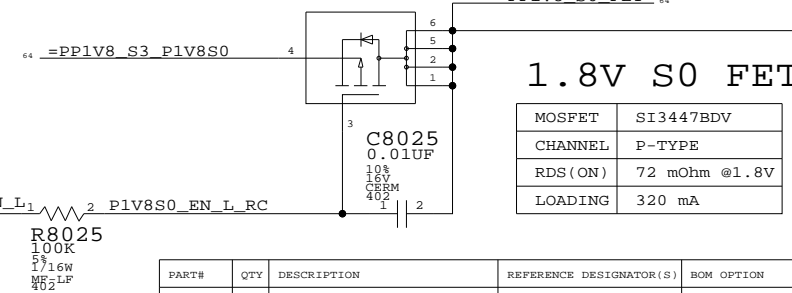 64 =PP1V8_S3_P1V8S0
4
6
5
2
1
64
3
1.8V S0 FET
MOSFET SI3447BDV
CHANNEL P-TYPE
RDS(ON) 72 mOhm @1.8V
LOADING 320 mA
C8025
0.01UF
10%
16V
CERM
402
1 2
1 2 P1V8S0_EN_L_RC
R8025
100K
5%
1/16W
MF-LF
402
PART# QTY DESCRIPTION REFERENCE DESIGNATOR(S) BOM OPTION